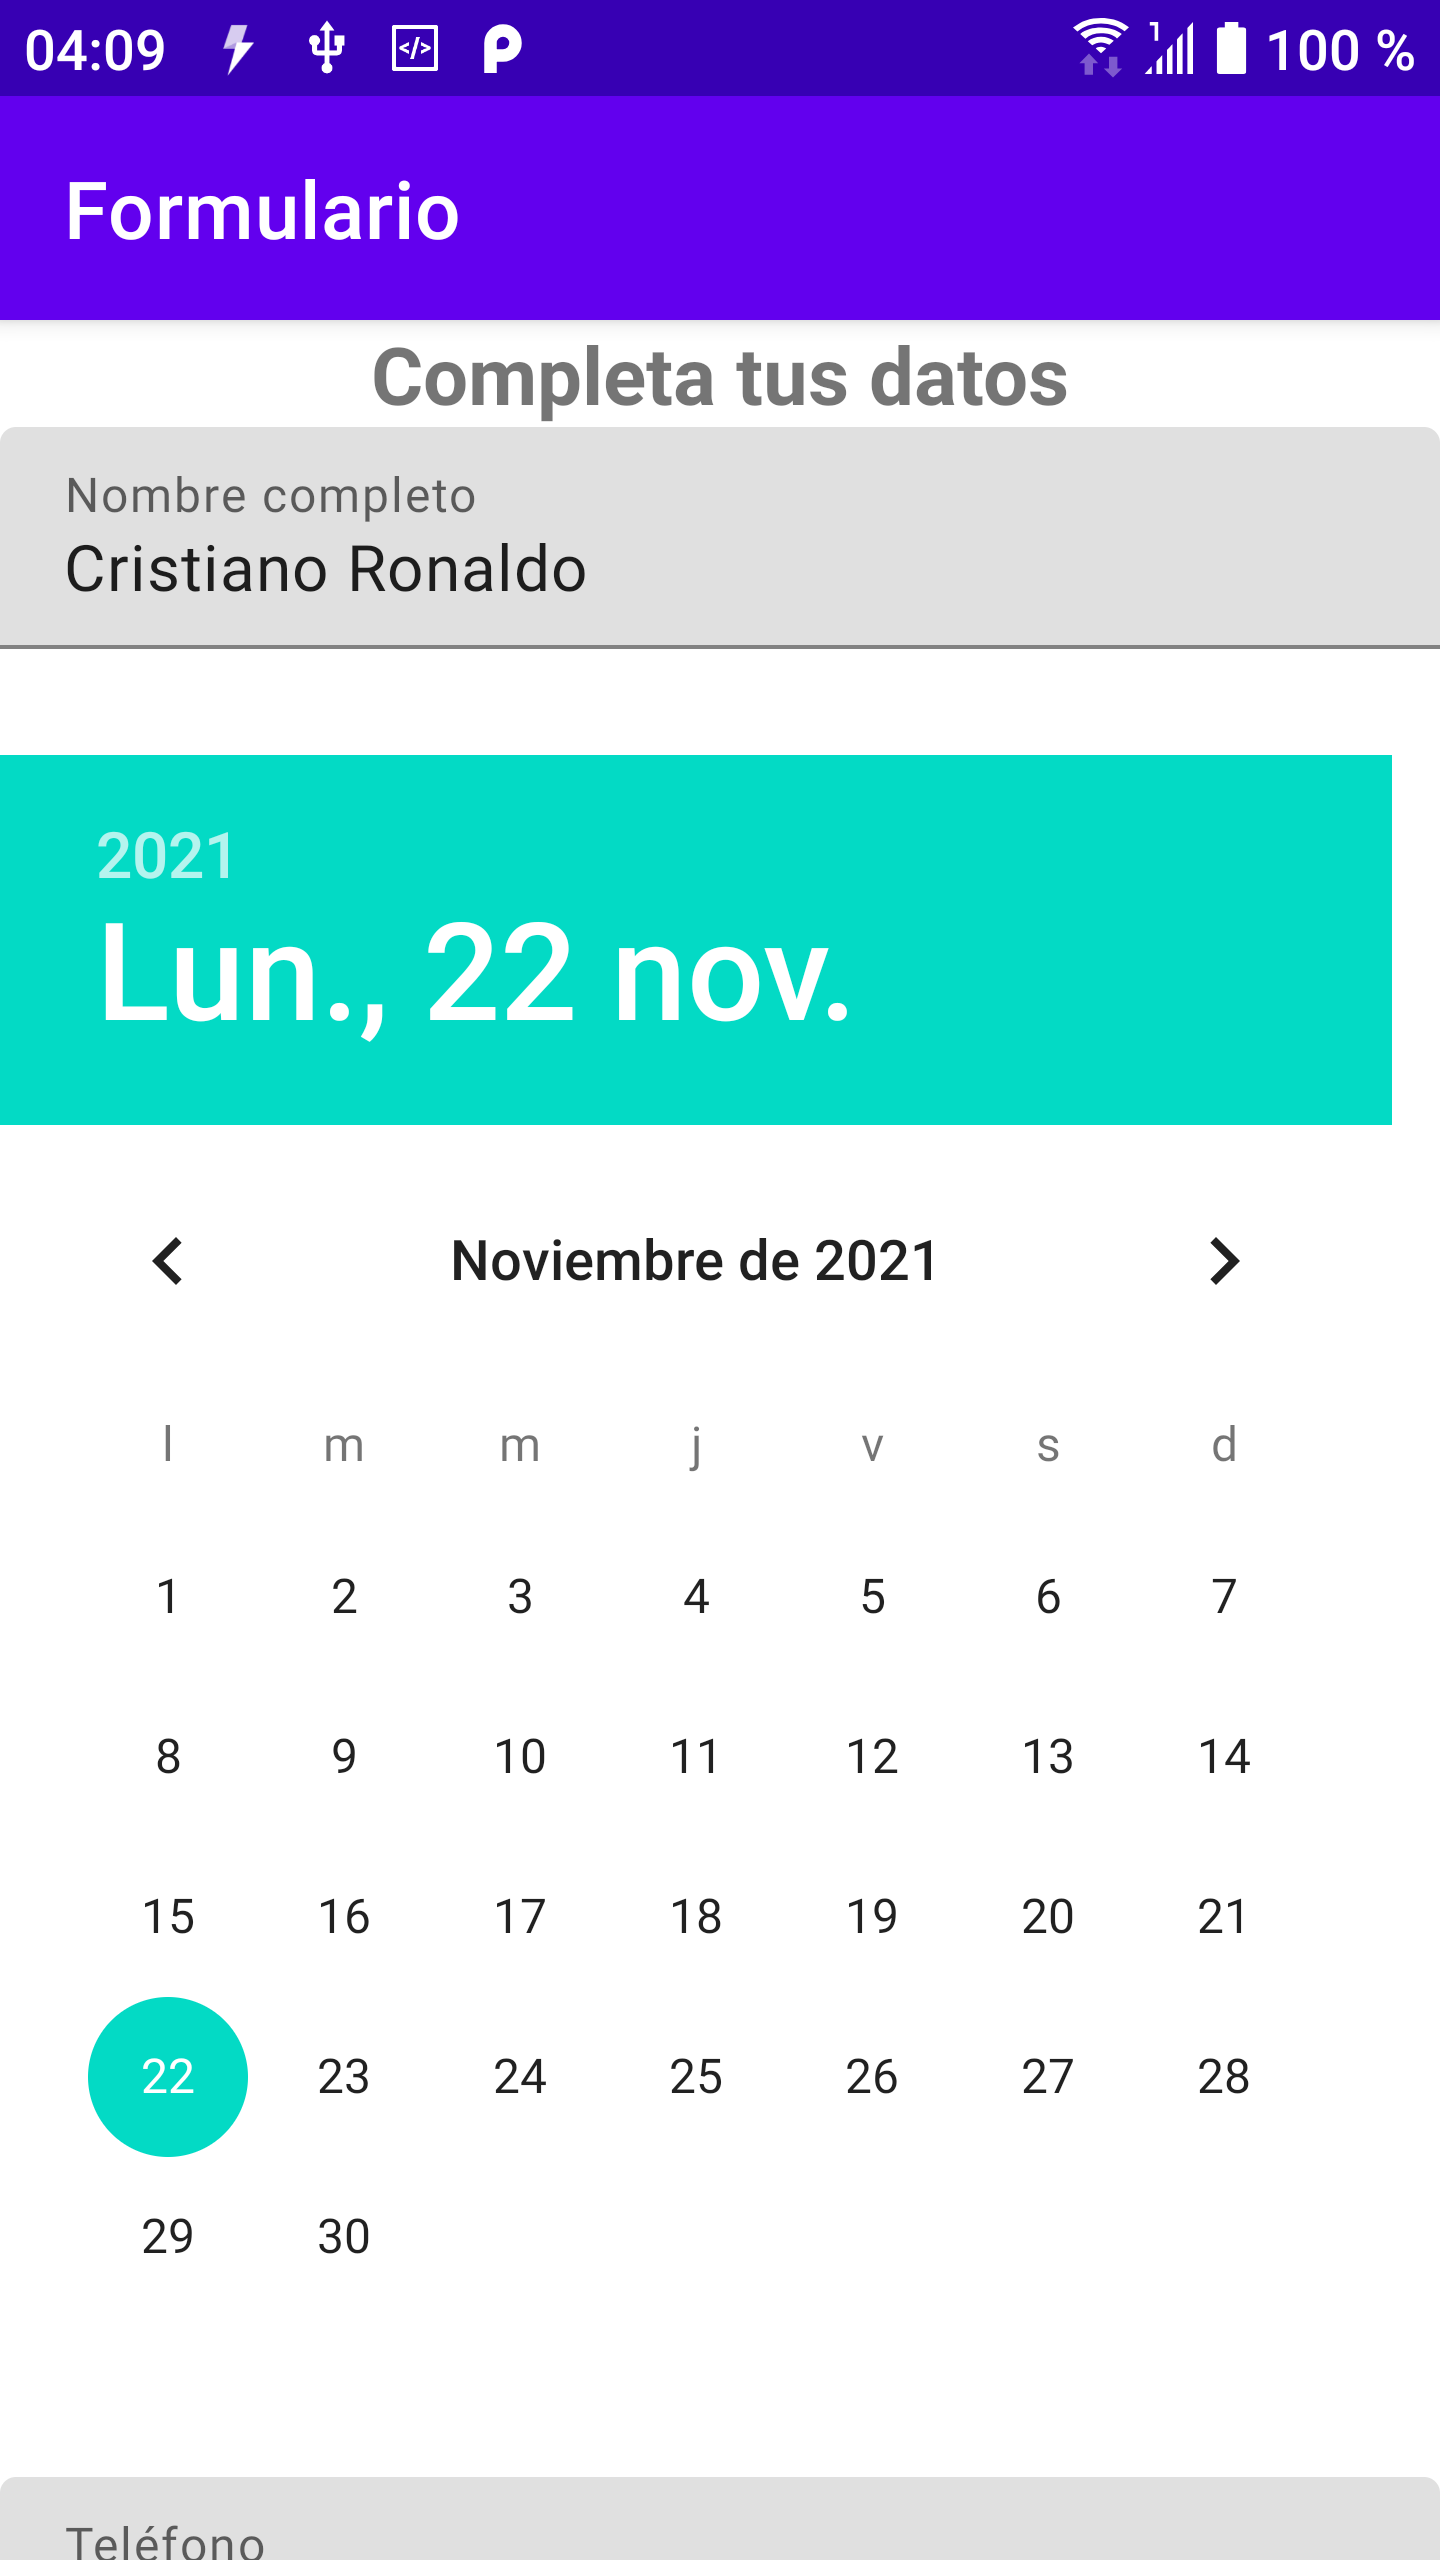 04:09 </> 1 100 %
Formulario
Completa tus datos
Nombre completo
Cristiano Ronaldo
2021
Lun., 22 nov.
Noviembre de 2021
l m m j v s d
1 2 3 4 5 6 7
8 9 10 11 12 13 14
15 16 17 18 19 20 21
22 23 24 25 26 27 28
29 30
Teléfono